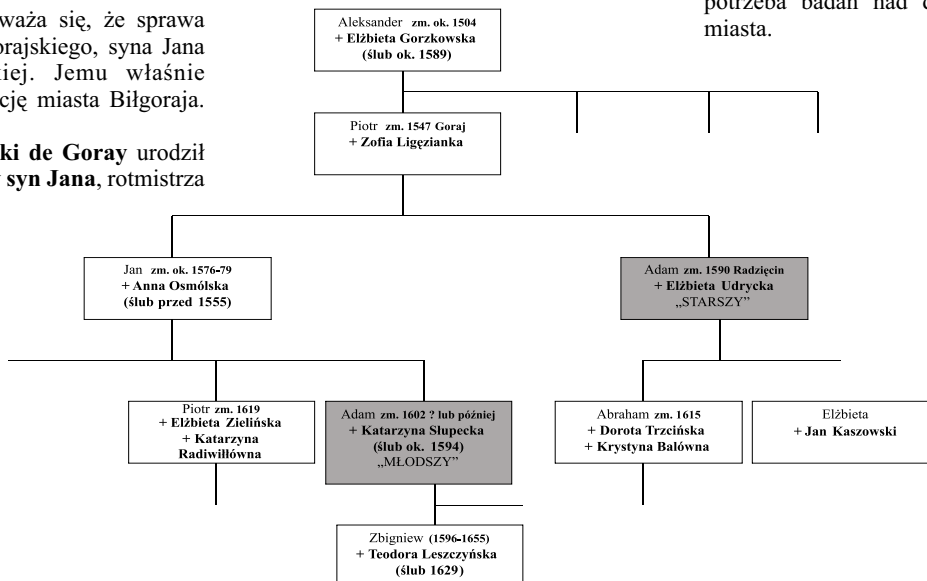 waża się, że sprawa
orajskiego, syna Jana
kiej. Jemu właśnie
cję miasta Biłgoraja.
ki de Goray urodził
syn Jana, rotmistrza
miasta.
Aleksander zm. ok. 1504
+ Elżbieta Gorzkowska
(ślub ok. 1589)
Piotr zm. 1547 Goraj
+ Zofia Ligęzianka
Jan zm. ok. 1576-79
+ Anna Osmólska
(ślub przed 1555)
Adam zm. 1590 Radzięcin
+ Elżbieta Udrycka
„STARSZY”
Piotr zm. 1619
+ Elżbieta Zielińska
+ Katarzyna
Radiwiłłówna
Adam zm. 1602 ? lub później
+ Katarzyna Słupecka
(ślub ok. 1594)
„MŁODSZY”
Abraham zm. 1615
+ Dorota Trzcińska
+ Krystyna Balówna
Elżbieta
+ Jan Kaszowski
Zbigniew (1596-1655)
+ Teodora Leszczyńska
(ślub 1629)